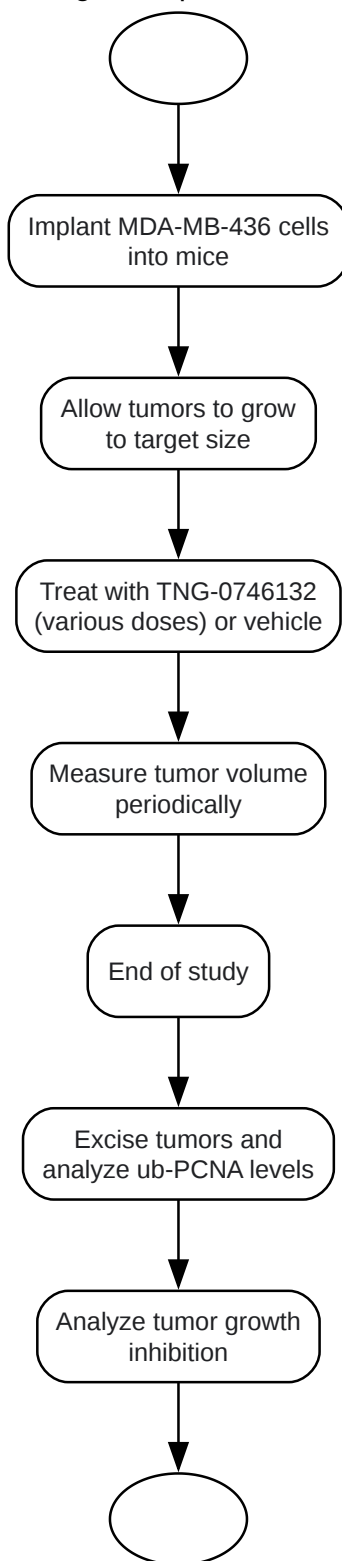 Implant MDA-MB-436 cells
into mice
Allow tumors to grow
to target size
Treat with TNG-0746132
(various doses) or vehicle
Measure tumor volume
periodically
End of study
Excise tumors and
analyze ub-PCNA levels
Analyze tumor growth
inhibition